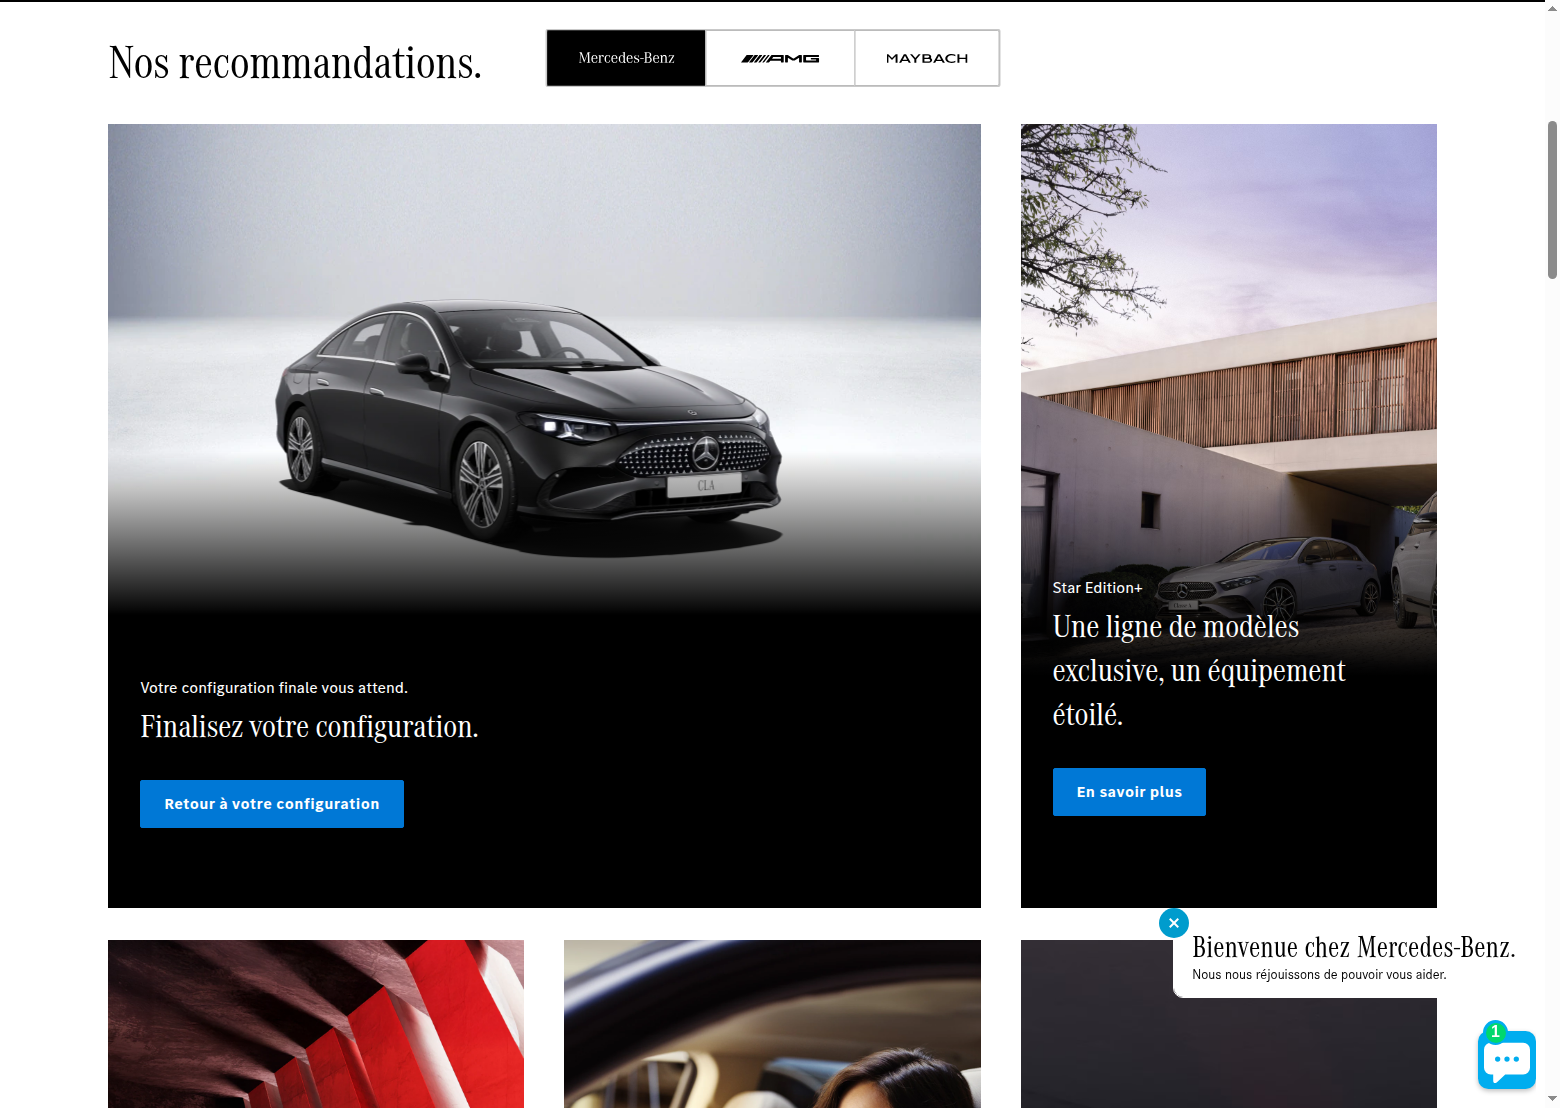 Nos recommandations.
Mercedes-Benz
AMG
MAYBACH
CLA
Votre configuration finale vous attend.
Finalisez votre configuration.
Retour à votre configuration
Star Edition+
Une ligne de modèles
exclusive, un équipement
étoilé.
En savoir plus
Bienvenue chez Mercedes-Benz.
Nous nous réjouissons de pouvoir vous aider.
1